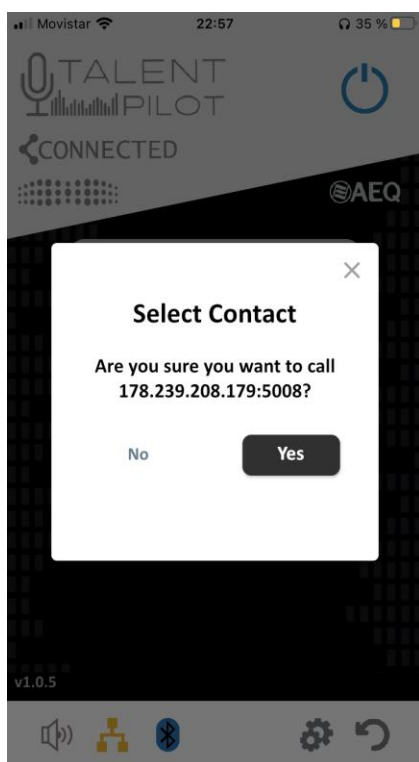 Movistar 22:57 35 %
TALENT
PILOT
CONNECTED
AEQ
Select Contact
Are you sure you want to call
178.239.208.179:5008?
No Yes
v1.0.5